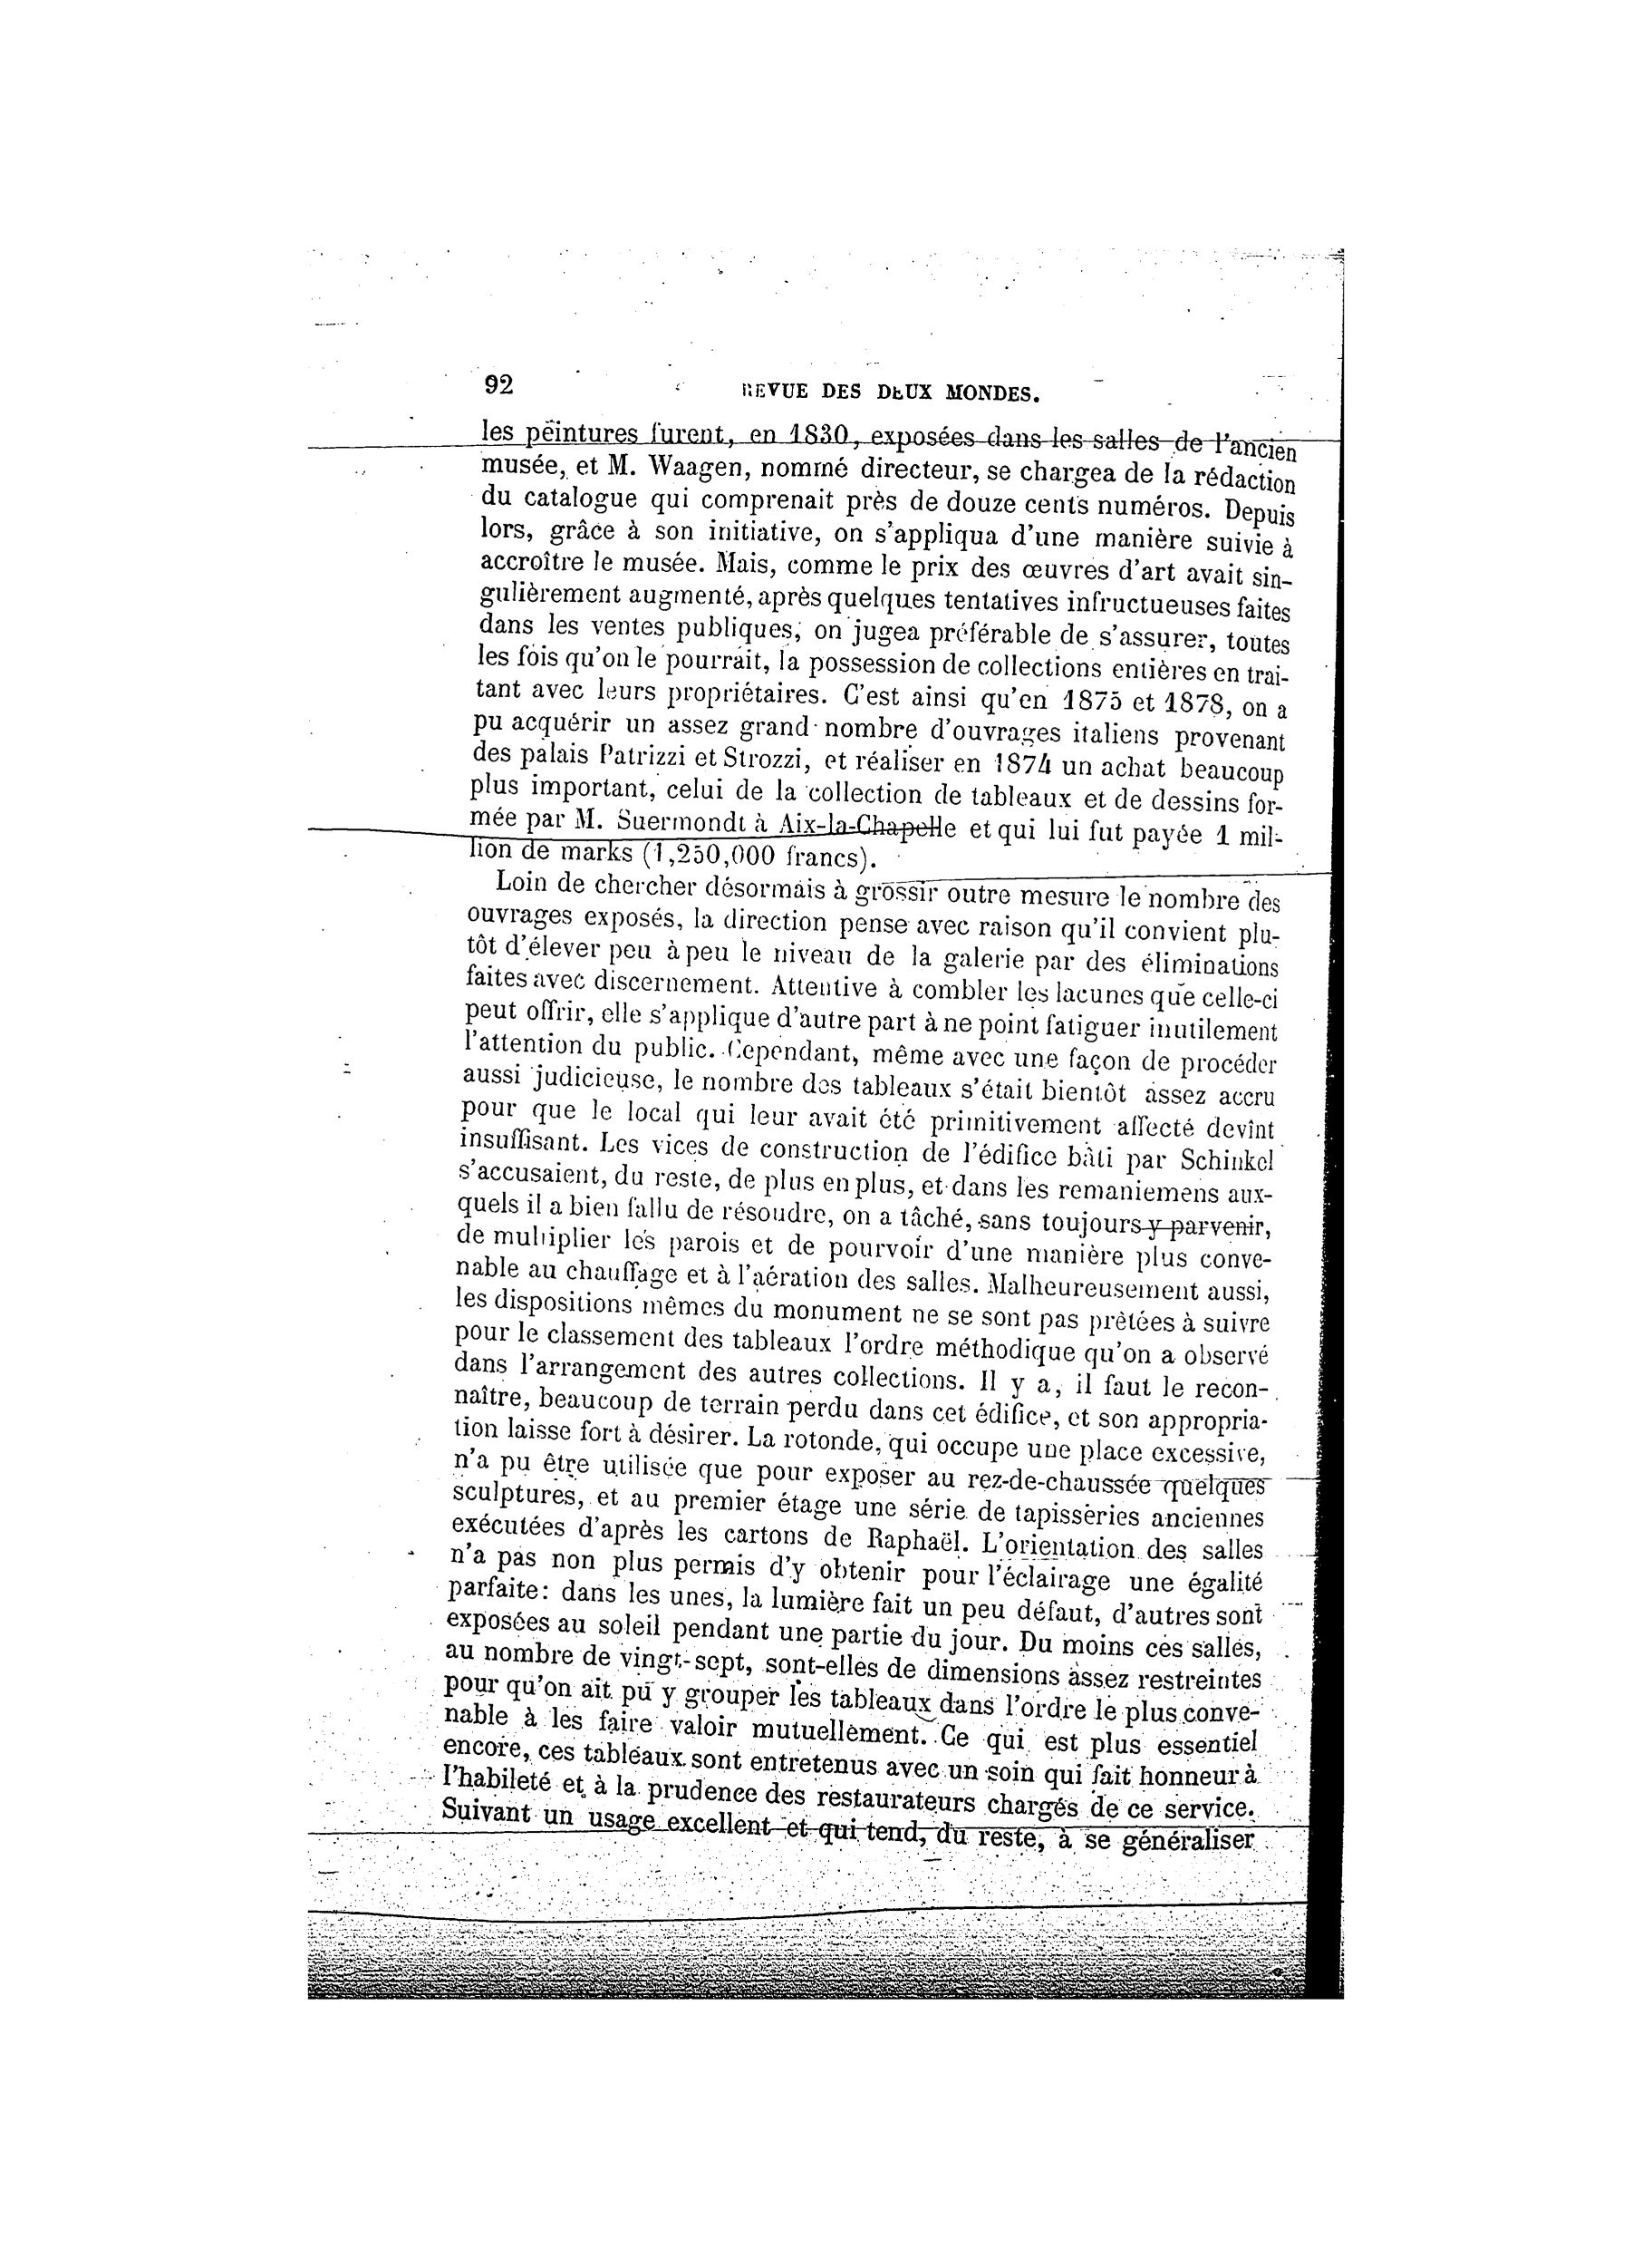 92
REVUE DES DEUX MONDES.
les peintures furent, en 1830, exposées dans les salles de l'ancien
musée, et M. Waagen, nommé directeur, se chargea de la rédaction
du catalogue qui comprenait près de douze cents numéros. Depuis
lors, grâce à son initiative, on s'appliqua d'une manière suivie à
accroître le musée. Mais, comme le prix des œuvres d'art avait sin-
gulièrement augmenté, après quelques tentatives infructueuses faites
dans les ventes publiques, on jugea préférable de s'assurer, toutes
les fois qu'on le pourrait, la possession de collections entières en trai-
tant avec leurs propriétaires. C'est ainsi qu'en 1875 et 1878, on a
pu acquérir un assez grand nombre d'ouvrages italiens provenant
des palais Patrizzi et Strozzi, et réaliser en 1874 un achat beaucoup
plus important, celui de la collection de tableaux et de dessins for-
mée par M. Suermondt à Aix-la-Chapelle et qui lui fut payée 1 mil-
lion de marks (1,250,000 francs).
Loin de chercher désormais à grossir outre mesure le nombre des
ouvrages exposés, la direction pense avec raison qu'il convient plu-
tôt d'élever peu à peu le niveau de la galerie par des éliminations
faites avec discernement. Attentive à combler les lacunes que celle-ci
peut offrir, elle s'applique d'autre part à ne point fatiguer inutilement
l'attention du public. Cependant, même avec une façon de procéder
aussi judicieuse, le nombre des tableaux s'était bientôt assez accru
pour que le local qui leur avait été primitivement affecté devînt
insuffisant. Les vices de construction de l'édifice bâti par Schinkel
s'accusaient, du reste, de plus en plus, et dans les remaniemens aux-
quels il a bien fallu de résoudre, on a tâché, sans toujours y parvenir,
de multiplier les parois et de pourvoir d'une manière plus conve-
nable au chauffage et à l'aération des salles. Malheureusement aussi,
les dispositions mêmes du monument ne se sont pas prêtées à suivre
pour le classement des tableaux l'ordre méthodique qu'on a observé
dans l'arrangement des autres collections. Il y a, il faut le recon-
naître, beaucoup de terrain perdu dans cet édifice, et son appropria-
tion laisse fort à désirer. La rotonde, qui occupe une place excessive,
n'a pu être utilisée que pour exposer au rez-de-chaussée quelques
sculptures, et au premier étage une série de tapisseries anciennes
exécutées d'après les cartons de Raphaël. L'orientation des salles
n'a pas non plus permis d'y obtenir pour l'éclairage une égalité
parfaite: dans les unes, la lumière fait un peu défaut, d'autres sont
exposées au soleil pendant une partie du jour. Du moins ces salles,
au nombre de vingt-sept, sont-elles de dimensions assez restreintes
pour qu'on ait pu y grouper les tableaux dans l'ordre le plus conve-
nable à les faire valoir mutuellement. Ce qui est plus essentiel
encore, ces tableaux sont entretenus avec un soin qui fait honneur à
l'habileté et à la prudence des restaurateurs chargés de ce service.
Suivant un usage excellent et qui tend, du reste, à se généraliser